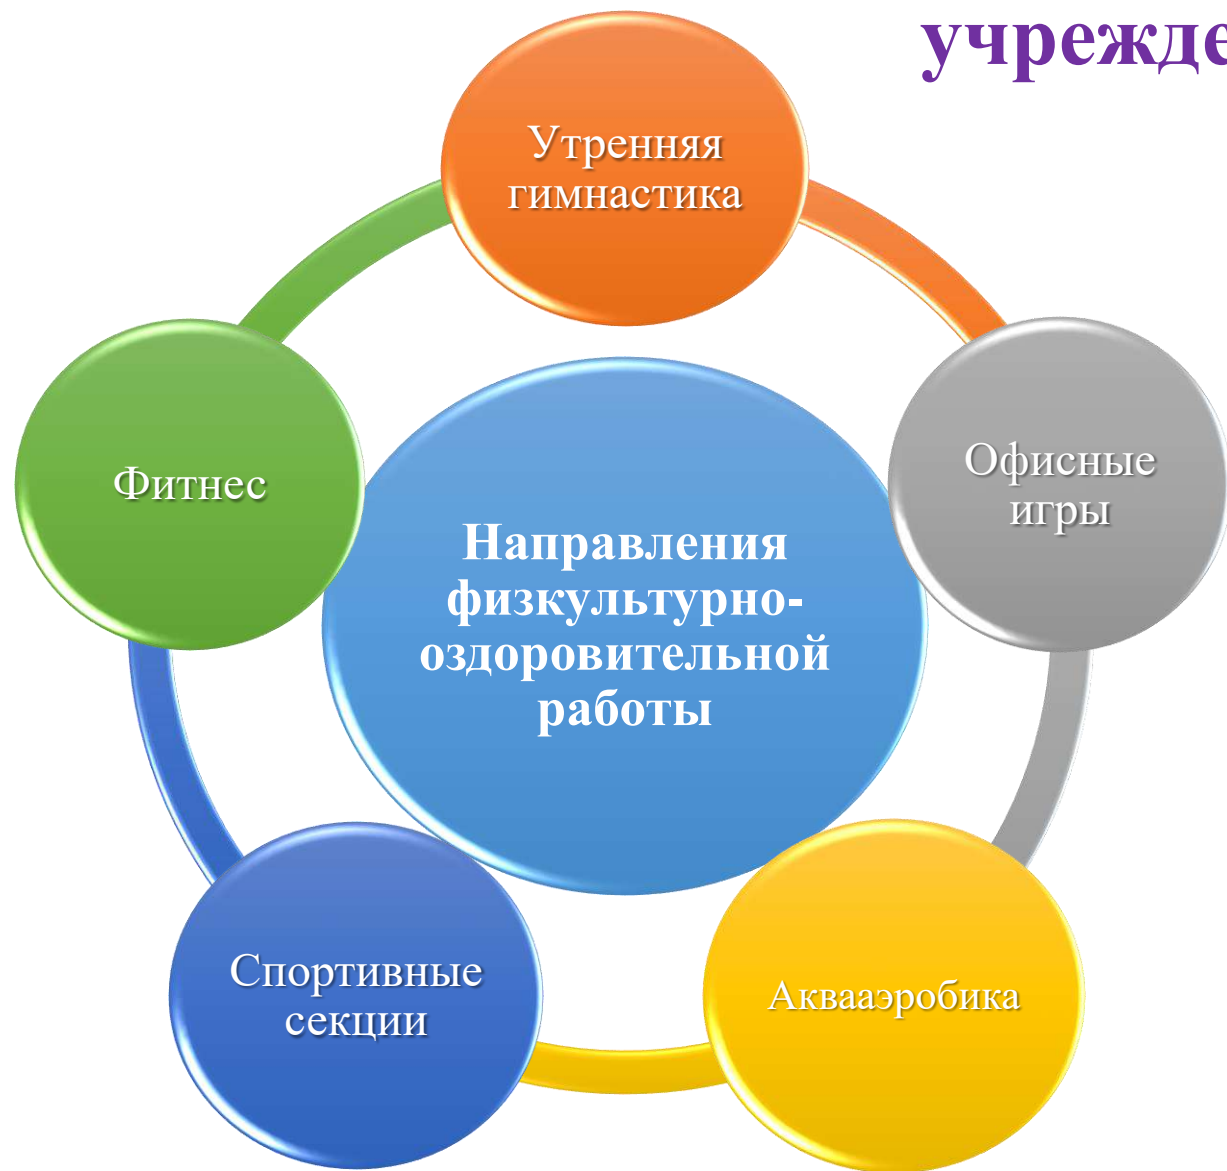 учрежде
Утренняя
гимнастика
Офисные
игры
Фитнес
Направления
физкультурно-
оздоровительной
работы
Спортивные
секции
Аквааэробика